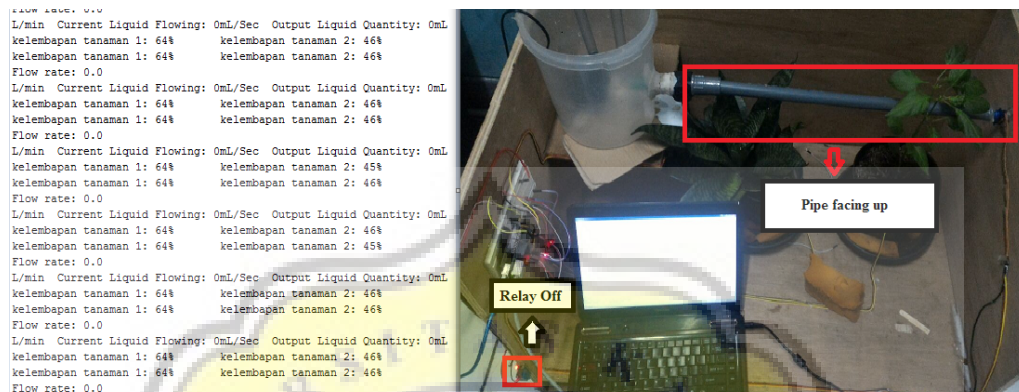 Flow rate: 0.0
L/min Current Liquid Flowing: 0mL/Sec Output Liquid Quantity: 0mL
kelembapan tanaman 1: 64% kelembapan tanaman 2: 46%
kelembapan tanaman 1: 64% kelembapan tanaman 2: 46%
Flow rate: 0.0
L/min Current Liquid Flowing: 0mL/Sec Output Liquid Quantity: 0mL
kelembapan tanaman 1: 64% kelembapan tanaman 2: 46%
kelembapan tanaman 1: 64% kelembapan tanaman 2: 46%
Flow rate: 0.0
L/min Current Liquid Flowing: 0mL/Sec Output Liquid Quantity: 0mL
kelembapan tanaman 1: 64% kelembapan tanaman 2: 45%
kelembapan tanaman 1: 64% kelembapan tanaman 2: 46%
Flow rate: 0.0
L/min Current Liquid Flowing: 0mL/Sec Output Liquid Quantity: 0mL
kelembapan tanaman 1: 64% kelembapan tanaman 2: 46%
kelembapan tanaman 1: 64% kelembapan tanaman 2: 45%
Flow rate: 0.0
L/min Current Liquid Flowing: 0mL/Sec Output Liquid Quantity: 0mL
kelembapan tanaman 1: 64% kelembapan tanaman 2: 46%
kelembapan tanaman 1: 64% kelembapan tanaman 2: 46%
Flow rate: 0.0
L/min Current Liquid Flowing: 0mL/Sec Output Liquid Quantity: 0mL
kelembapan tanaman 1: 64% kelembapan tanaman 2: 46%
kelembapan tanaman 1: 64% kelembapan tanaman 2: 46%
Flow rate: 0.0
Pipe facing up
Relay Off